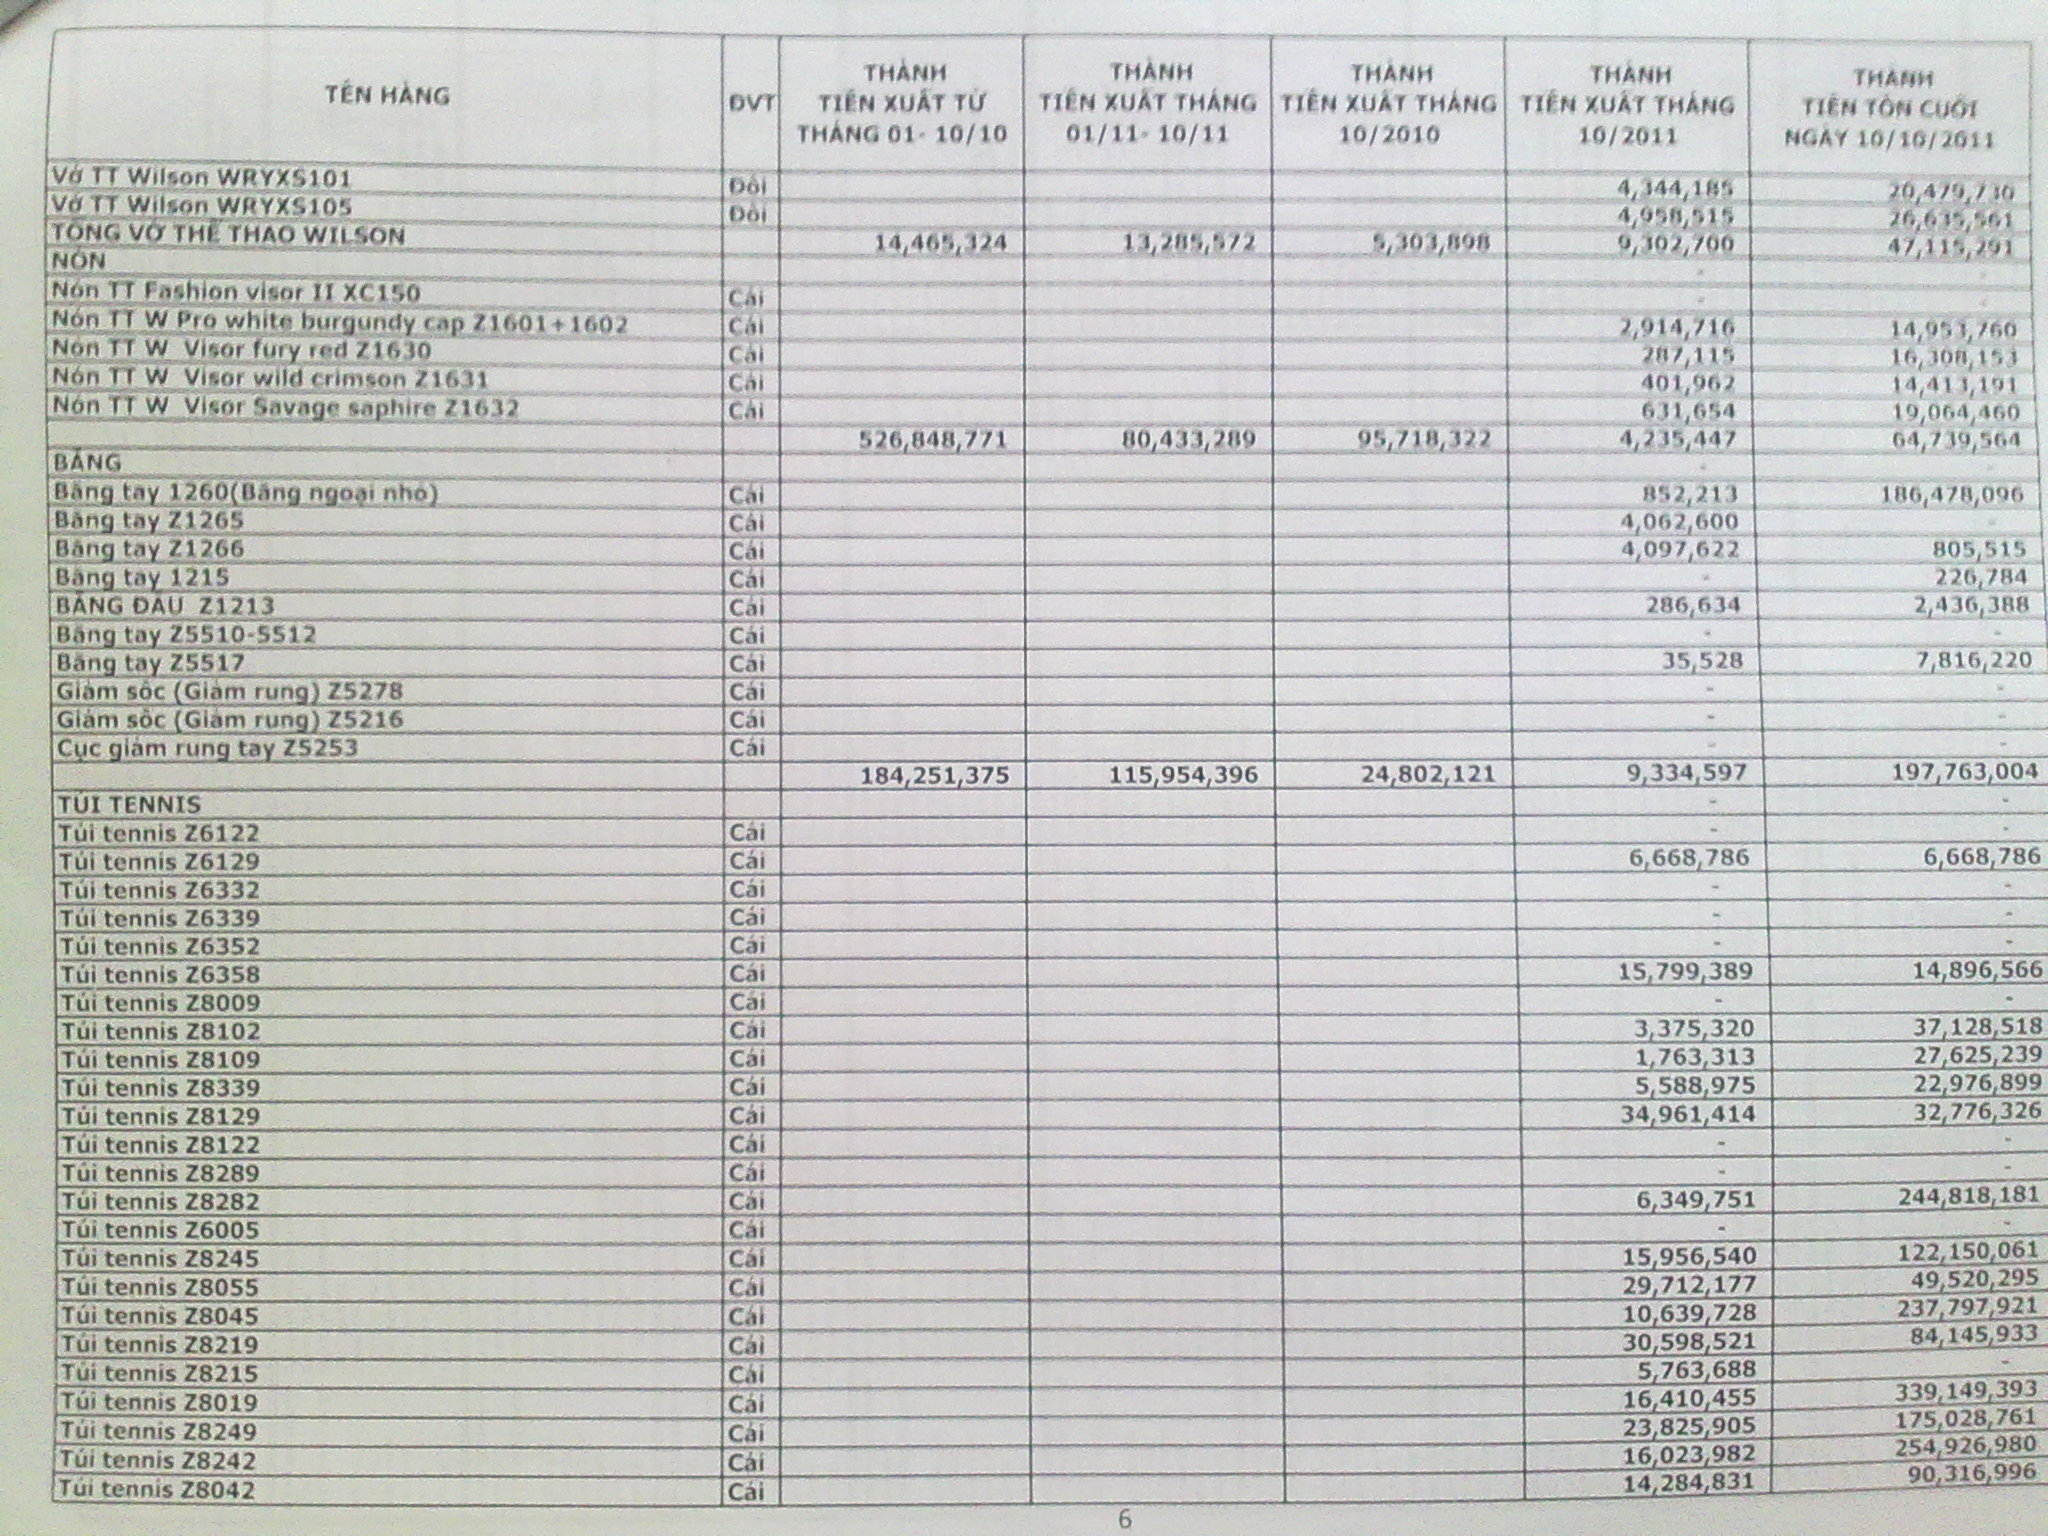 TÊN HÀNG ĐVT THÀNH TIỀN XUẤT TỪ THÁNG 01- 10/10 THÀNH TIỀN XUẤT THÁNG 01/11- 10/11 THÀNH TIỀN XUẤT THÁNG 10/2010 THÀNH TIỀN XUẤT THÁNG 10/2011 THÀNH TIỀN TỒN CUỐI NGÀY 10/10/2011
Vớ TT Wilson WRYXS101 Đôi 4,344,185 20,479,730
Vớ TT Wilson WRYXS105 Đôi 4,958,515 26,635,561
TỔNG VỚ THỂ THAO WILSON 14,465,324 13,285,572 5,303,898 9,302,700 47,115,291
NÓN - -
Nón TT Fashion visor II XC150 Cái - -
Nón TT W Pro white burgundy cap Z1601+1602 Cái 2,914,716 14,953,760
Nón TT W Visor fury red Z1630 Cái 287,115 16,308,153
Nón TT W Visor wild crimson Z1631 Cái 401,962 14,413,191
Nón TT W Visor Savage saphire Z1632 Cái 631,654 19,064,460
526,848,771 80,433,289 95,718,322 4,235,447 64,739,564
BĂNG - -
Băng tay 1260(Băng ngoại nhỏ) Cái 852,213 186,478,096
Băng tay Z1265 Cái 4,062,600 -
Băng tay Z1266 Cái 4,097,622 805,515
Băng tay 1215 Cái - 226,784
BĂNG ĐẦU Z1213 Cái 286,634 2,436,388
Băng tay Z5510-5512 Cái - -
Băng tay Z5517 Cái 35,528 7,816,220
Giảm sốc (Giảm rung) Z5278 Cái - -
Giảm sốc (Giảm rung) Z5216 Cái - -
Cục giảm rung tay Z5253 Cái - -
184,251,375 115,954,396 24,802,121 9,334,597 197,763,004
TÚI TENNIS - -
Túi tennis Z6122 Cái - -
Túi tennis Z6129 Cái 6,668,786 6,668,786
Túi tennis Z6332 Cái - -
Túi tennis Z6339 Cái - -
Túi tennis Z6352 Cái - -
Túi tennis Z6358 Cái 15,799,389 14,896,566
Túi tennis Z8009 Cái - -
Túi tennis Z8102 Cái 3,375,320 37,128,518
Túi tennis Z8109 Cái 1,763,313 27,625,239
Túi tennis Z8339 Cái 5,588,975 22,976,899
Túi tennis Z8129 Cái 34,961,414 32,776,326
Túi tennis Z8122 Cái - -
Túi tennis Z8289 Cái - -
Túi tennis Z8282 Cái 6,349,751 244,818,181
Túi tennis Z6005 Cái - -
Túi tennis Z8245 Cái 15,956,540 122,150,061
Túi tennis Z8055 Cái 29,712,177 49,520,295
Túi tennis Z8045 Cái 10,639,728 237,797,921
Túi tennis Z8219 Cái 30,598,521 84,145,933
Túi tennis Z8215 Cái 5,763,688 -
Túi tennis Z8019 Cái 16,410,455 339,149,393
Túi tennis Z8249 Cái 23,825,905 175,028,761
Túi tennis Z8242 Cái 16,023,982 254,926,980
Túi tennis Z8042 Cái 14,284,831 90,316,996
6